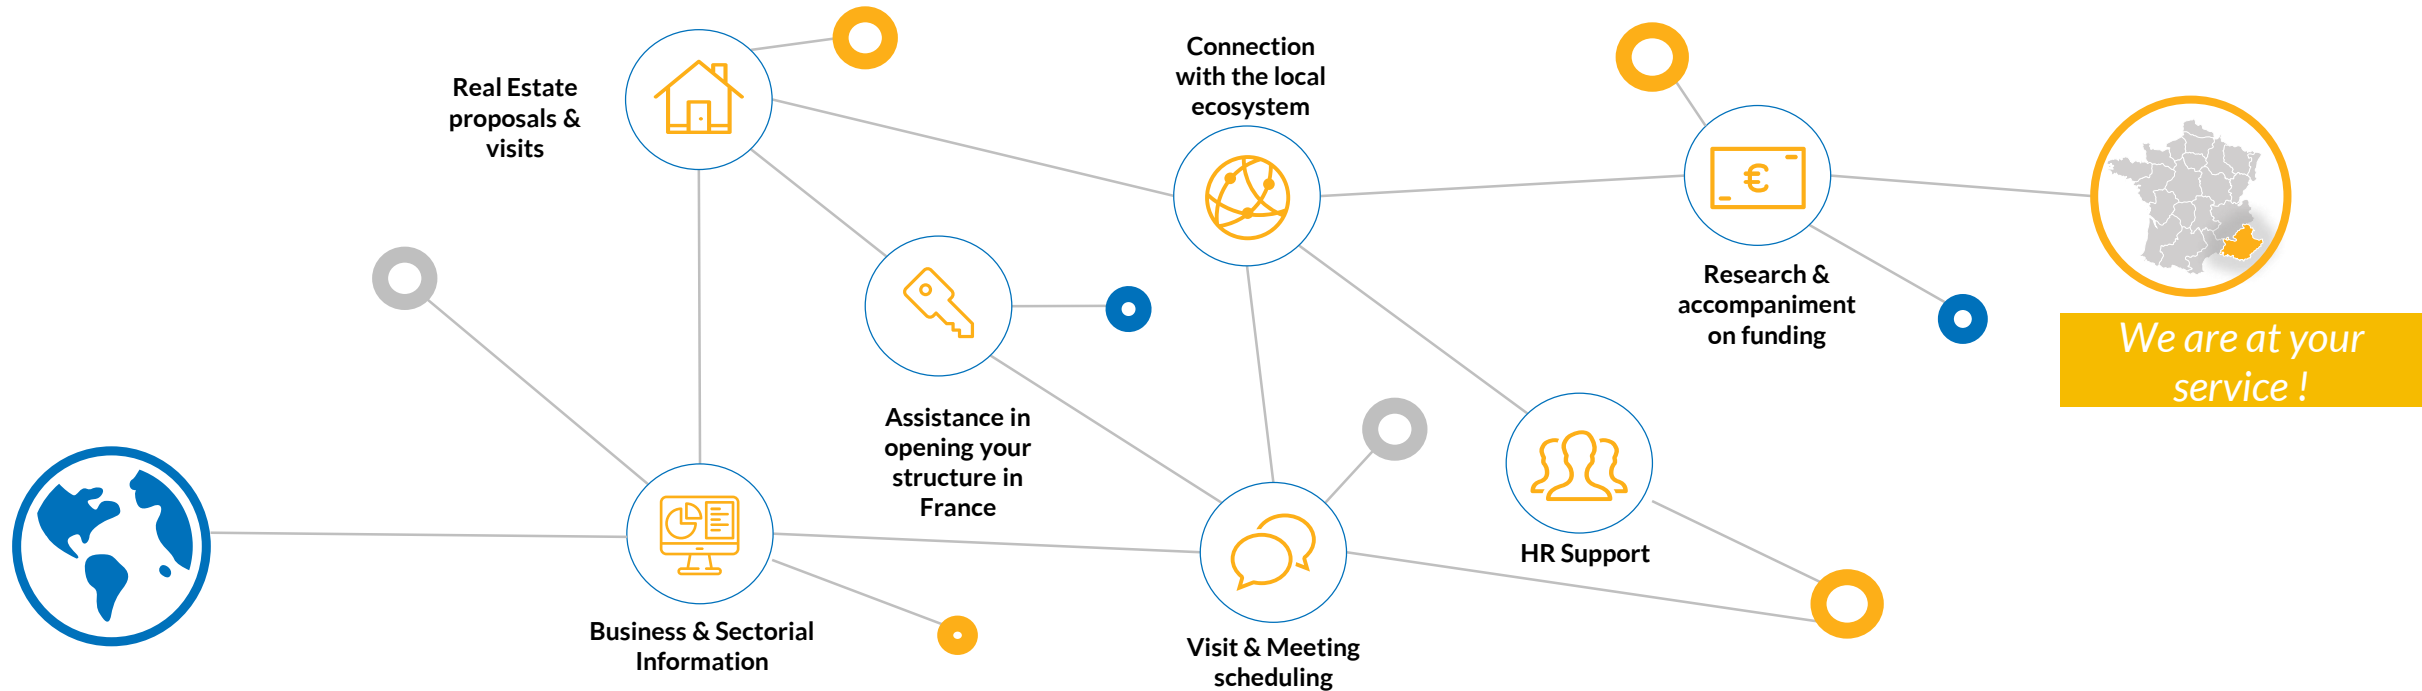 Real Estate
proposals &
visits
Connection
with the local
ecosystem
€
Research &
accompaniment
on funding
We are at your
service !
Assistance in
opening your
structure in
France
HR Support
Business & Sectorial
Information
Visit & Meeting
scheduling